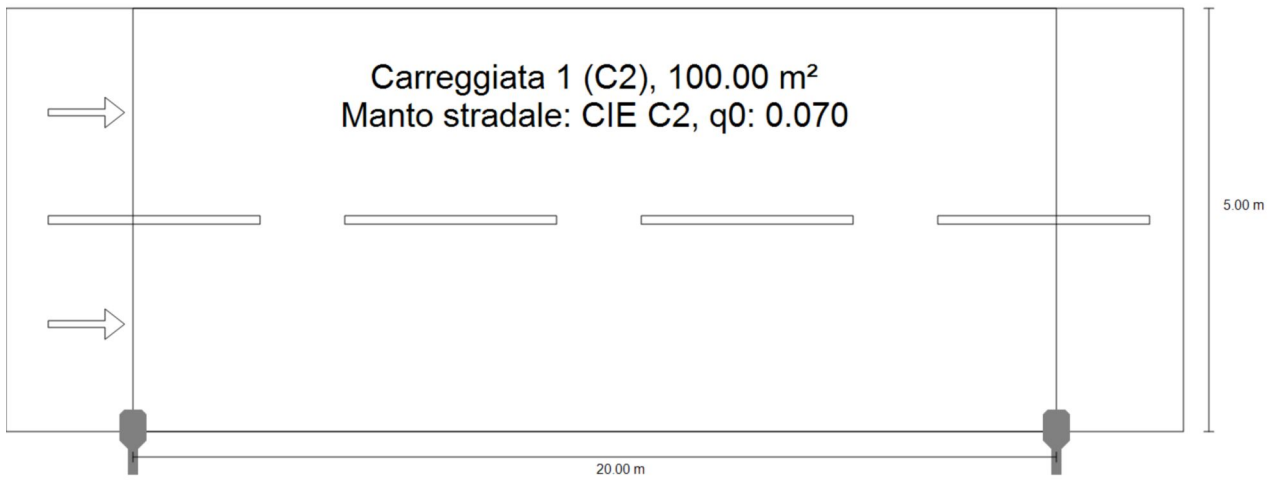 Carreggiata 1 (C2), 100.00 m²
Manto stradale: CIE C2, q0: 0.070
5.00 m
20.00 m